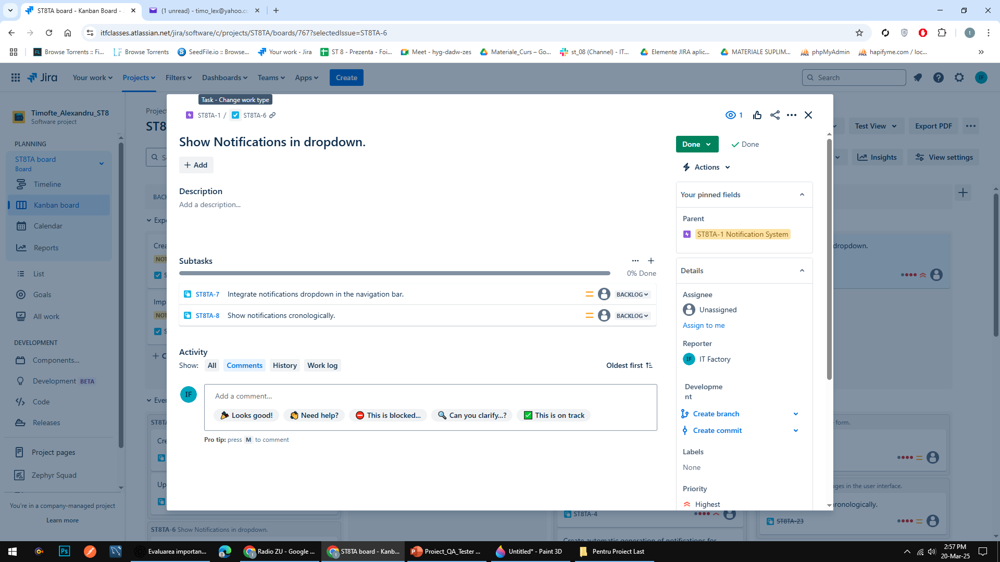 ST8TA board - Kanban Board - J
(1 unread) - timo_lex@yahoo.co
itfclasses.atlassian.net/jira/software/c/projects/ST8TA/boards/767?selectedIssue=ST8TA-6
t
Browse Torrents :: Fi...
Browse Torrents
SeedFile.io :: Browse...
Your work - Jira
ST 8 - Prezenta - Foi...
Meet - hyg-dadw-zes
Materiale_Curs – Go...
st_08 (Channel) - IT...
Elemente JIRA aplic...
MATERIALE SUPLIM...
phpMyAdmin
hapifyme.com / loc...
Jira
Your work
Projects
Filters
Dashboards
Teams
Apps
Create
Search
IF
Task - Change work type
Timofte_Alexandru_ST8
Software project
PLANNING
ST8TA board
Board
Timeline
Kanban board
Calendar
Reports
List
Goals
All work
DEVELOPMENT
Components...
Development BETA
Code
Releases
Project pages
Zephyr Squad
You're in a company-managed project
Learn more
Projec
ST8
BAC
Expe
Crea
NOT
S
Imp
NOT
S
+ C
Ever
ST8TA
Cre
Up
ST8TA-6 Show Notifications in dropdown.
Test View
Export PDF
Insights
View settings
dropdown.
form.
ages in the user interface.
ronologically.
ST8TA-23
ST8TA-4
Create automatic generation of notifications for
ST8TA-1 / ST8TA-6
1
Show Notifications in dropdown.
+ Add
Description
Add a description...
Subtasks
0% Done
ST8TA-7 Integrate notifications dropdown in the navigation bar. BACKLOG
ST8TA-8 Show notifications cronologically. BACKLOG
Activity
Show: All Comments History Work log
Oldest first
IF
Add a comment...
Looks good!
Need help?
This is blocked...
Can you clarify...?
This is on track
Pro tip: press M to comment
Done
Done
Actions
Your pinned fields
Parent
ST8TA-1 Notification System
Details
Assignee
Unassigned
Assign to me
Reporter
IF IT Factory
Developme
nt
Create branch
Create commit
Labels
None
Priority
Highest
Ps
Evaluarea importan...
Radio ZU - Google ...
ST8TA board - Kanb...
Proiect_QA_Tester ...
Untitled* - Paint 3D
Pentru Project Last
2:57 PM
20-Mar-25